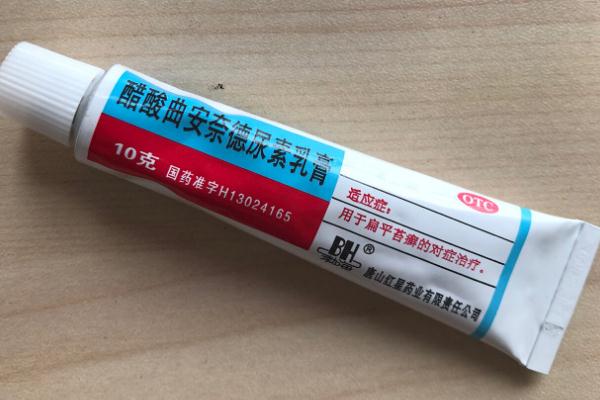 醋酸曲安奈德尿素乳膏
10克 国药准字H13024165
OTC
适应症:
用于扁平苔癣的对症治疗。
BH®
唐山红星药业有限责任公司